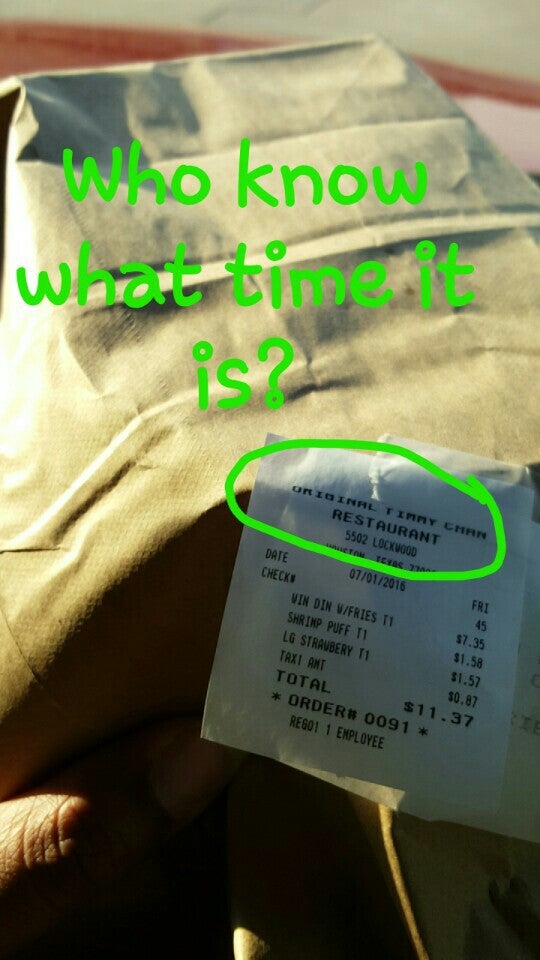 Who know
what time it
is?
ORIGINAL TIMMY CHAN
RESTAURANT
5502 LOCKWOOD
HOUSTON, TEXAS
DATE 07/01/2016 FRI
CHECK# 45
WIN DIN W/FRIES T1 $7.35
SHRIMP PUFF T1 $1.58
LG STRAWBERY T1 $1.57
TAX1 AMT $0.87
TOTAL $11.37
* ORDER# 0091 *
REG01 1 EMPLOYEE